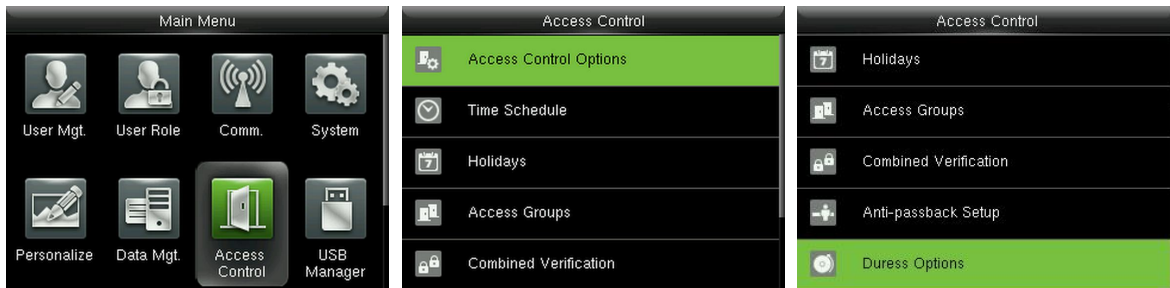 Main Menu
User Mgt.
User Role
Comm.
System
Personalize
Data Mgt.
Access
Control
USB
Manager
Access Control
Access Control Options
Time Schedule
7
Holidays
Access Groups
Combined Verification
Access Control
7
Holidays
Access Groups
Combined Verification
Anti-passback Setup
Duress Options